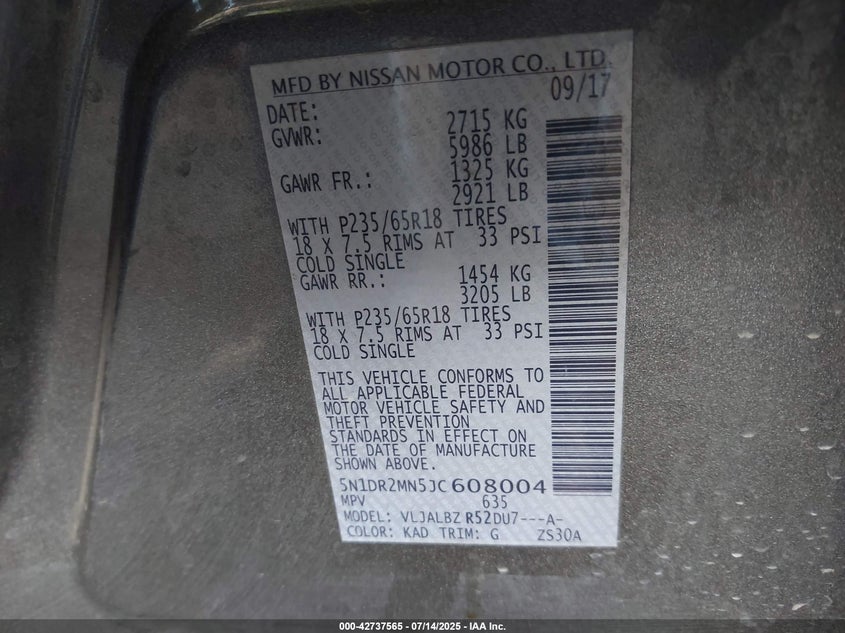 MFD BY NISSAN MOTOR CO., LTD.
DATE: 09/17
GVWR: 2715 KG
5986 LB
GAWR FR.: 1325 KG
2921 LB
WITH P235/65R18 TIRES
18 X 7.5 RIMS AT 33 PSI
COLD SINGLE
GAWR RR.: 1454 KG
3205 LB
WITH P235/65R18 TIRES
18 X 7.5 RIMS AT 33 PSI
COLD SINGLE
THIS VEHICLE CONFORMS TO
ALL APPLICABLE FEDERAL
MOTOR VEHICLE SAFETY AND
THEFT PREVENTION
STANDARDS IN EFFECT ON
THE DATE OF MANUFACTURE
SHOWN ABOVE.
5N1DR2MN5JC608004
MPV 635
MODEL: VLJALBZ R52DU7---A-
COLOR: KAD TRIM: G ZS30A
000-42737565 - 07/14/2025 - IAA Inc.